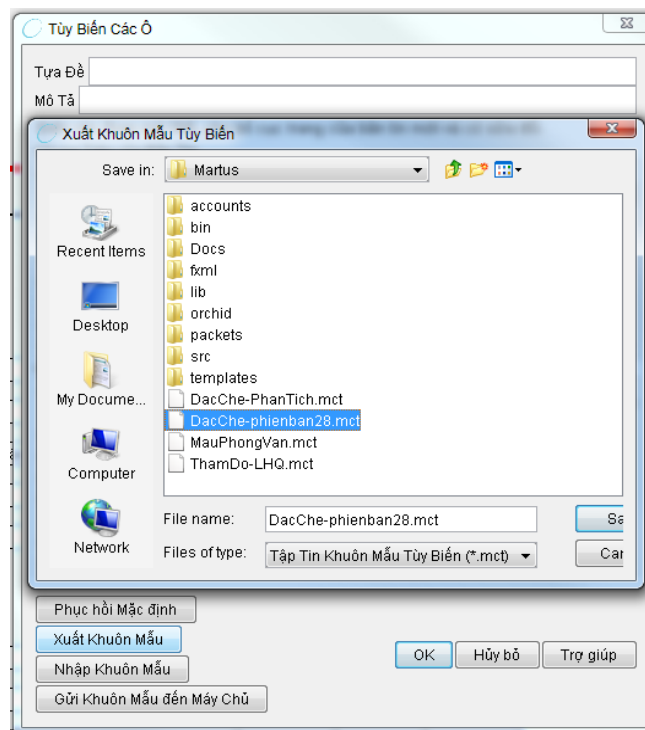 Tùy Biến Các Ô
Tựa Đề
Mô Tả
Xuất Khuôn Mẫu Tùy Biến
Save in:
Martus
Recent Items
Desktop
My Docume...
Computer
Network
accounts
bin
Docs
fxml
lib
orchid
packets
src
templates
DacChe-PhanTich.mct
DacChe-phienban28.mct
MauPhongVan.mct
ThamDo-LHQ.mct
File name:
DacChe-phienban28.mct
Sa
Files of type:
Tập Tin Khuôn Mẫu Tùy Biến (*.mct)
Can
Phục hồi Mặc định
Xuất Khuôn Mẫu
Nhập Khuôn Mẫu
Gửi Khuôn Mẫu đến Máy Chủ
OK
Hủy bỏ
Trợ giúp